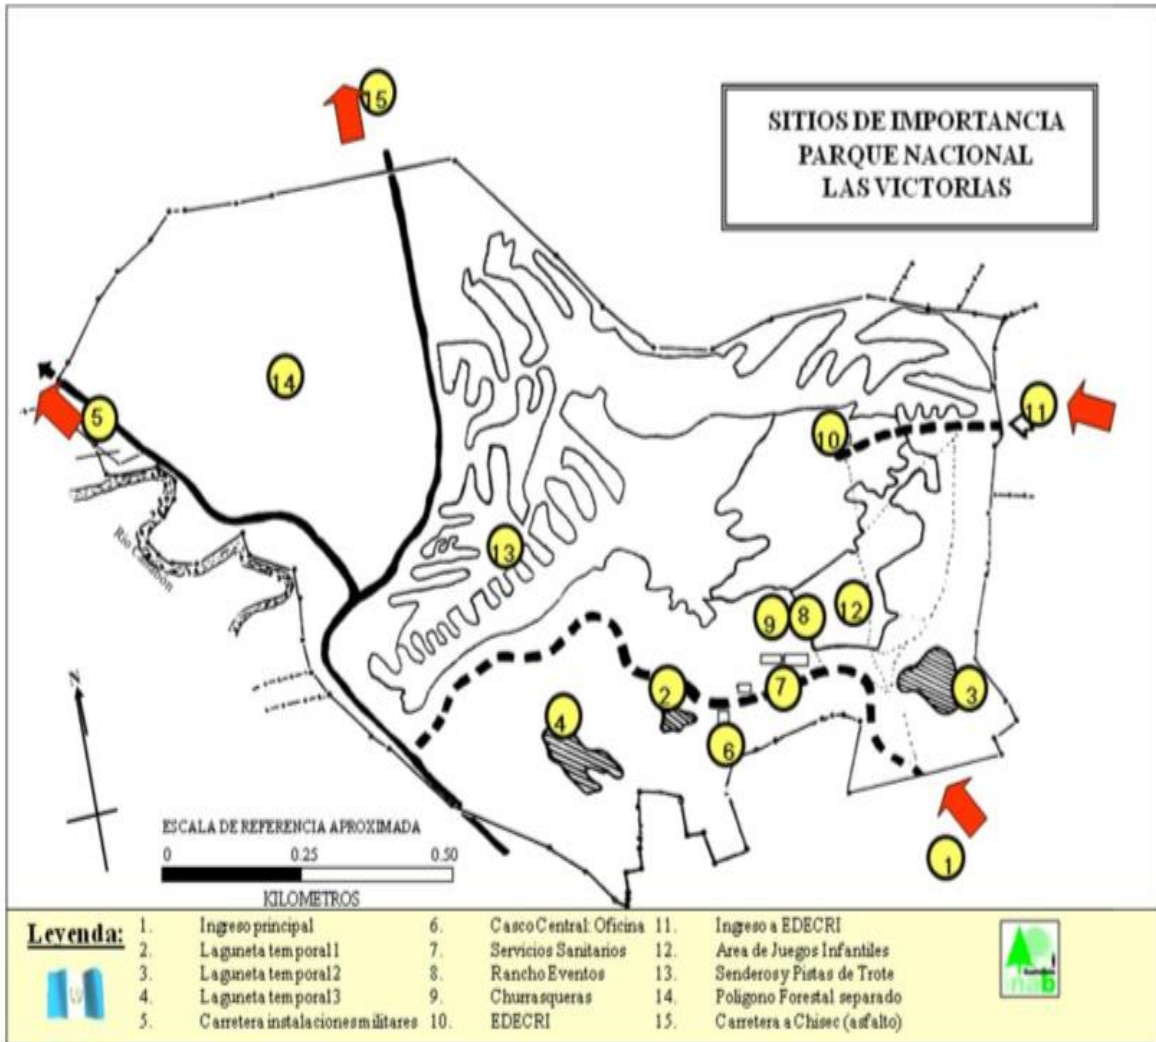 15
SITIOS DE IMPORTANCIA
PARQUE NACIONAL
LAS VICTORIAS
14
5
11
10
Río Cahabón
13
12
9 8
2 7 3
4
6
N
ESCALA DE REFERENCIA APROXIMADA
0 0.25 0.50
KILOMETROS
1
Leyenda:
1. Ingreso principal
2. Laguneta temporal 1
3. Laguneta temporal 2
4. Laguneta temporal 3
5. Carretera instalaciones militares
6. Casco Central: Oficina
7. Servicios Sanitarios
8. Rancho Eventos
9. Churrasqueras
10. EDECRI
11. Ingreso a EDECRI
12. Area de Juegos Infantiles
13. Senderos y Pistas de Trote
14. Poligono Forestal separado
15. Carretera a Chisec (asfalto)